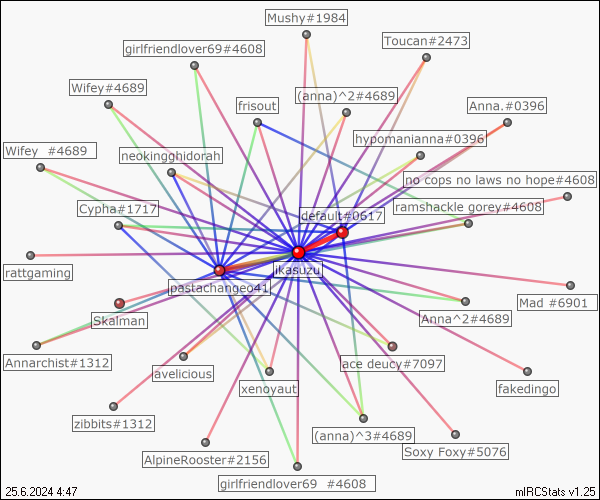 Mushy#1984
Toucan#2473
girlfriendlover69#4608
Wifey#4689
(anna)^2#4689
frisout
Anna.#0396
hypomanianna#0396
Wifey  #4689
neokingghidorah
no cops no laws no hope#4608
Cypha#1717
ramshackle gorey#4608
default#0617
ikasuzu
rattgaming
pastachangeo41
Mad #6901
Skalman
Anna^2#4689
Annarchist#1312
ace deucy#7097
avelicious
xenoyaut
fakedingo
zibbits#1312
(anna)^3#4689
Soxy Foxy#5076
AlpineRooster#2156
girlfriendlover69  #4608
25.6.2024 4:47
mIRCStats v1.25